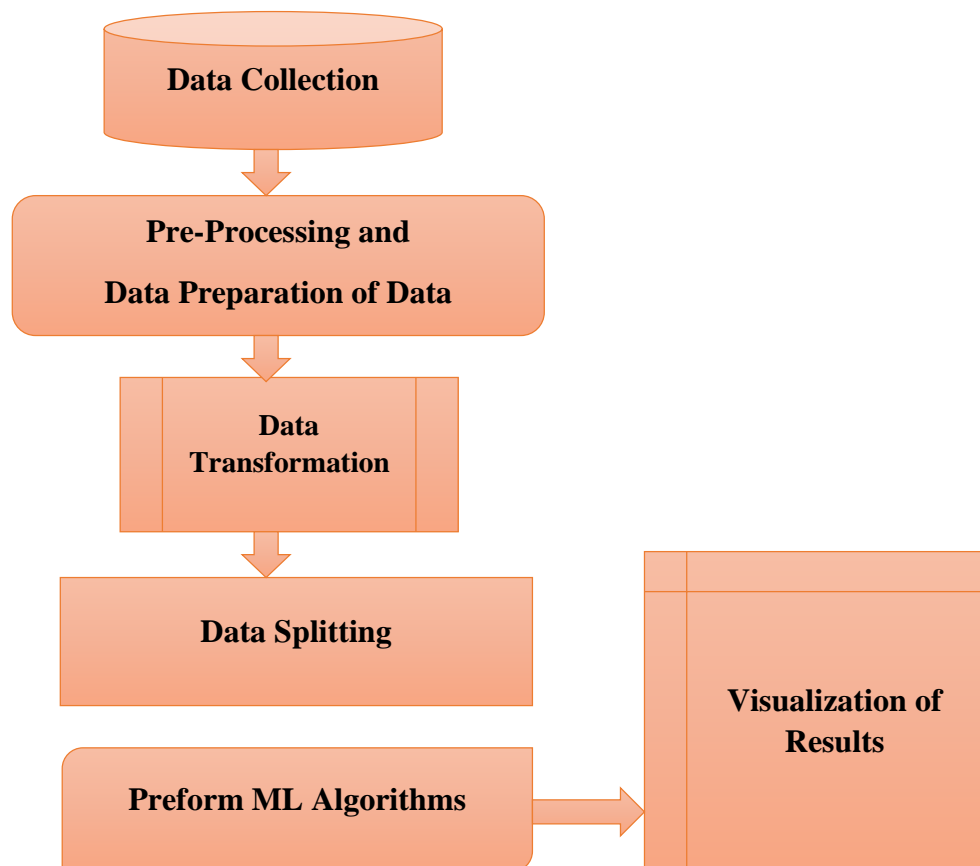 Data Collection
Pre-Processing and
Data Preparation of Data
Data
Transformation
Data Splitting
Preform ML Algorithms
Visualization of
Results